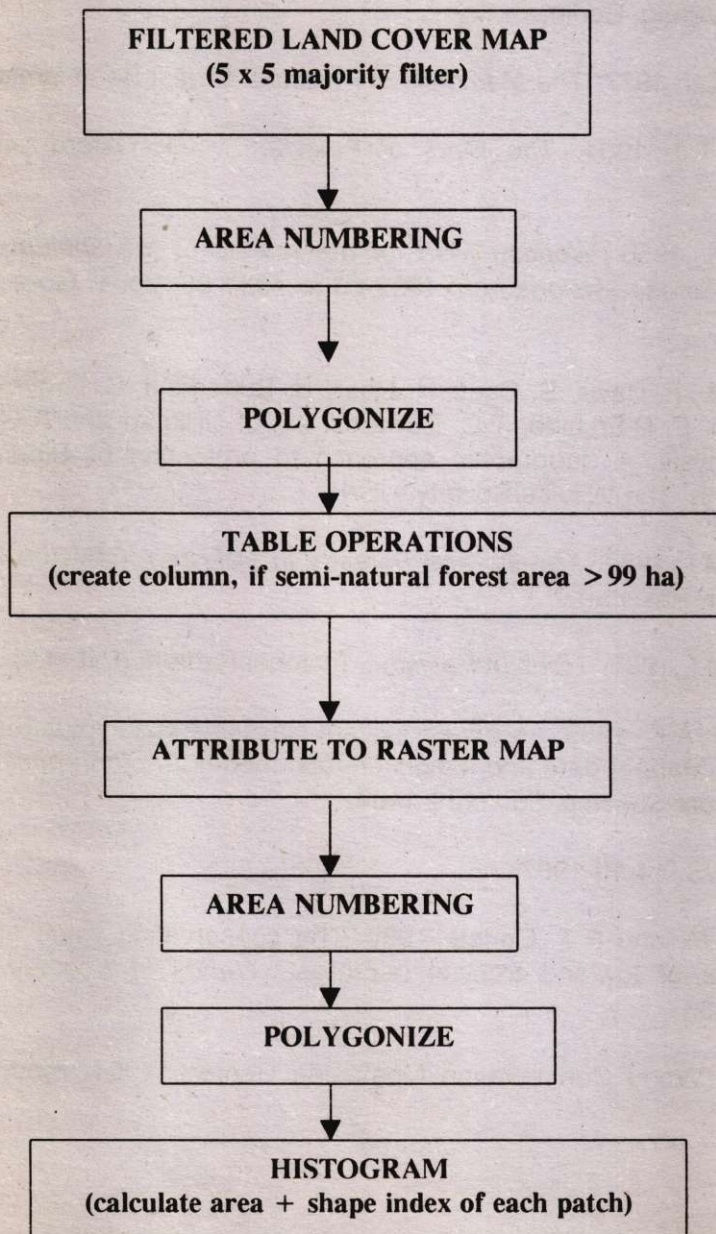 FILTERED LAND COVER MAP
(5 x 5 majority filter)
AREA NUMBERING
POLYGONIZE
TABLE OPERATIONS
(create column, if semi-natural forest area > 99 ha)
ATTRIBUTE TO RASTER MAP
AREA NUMBERING
POLYGONIZE
HISTOGRAM
(calculate area + shape index of each patch)